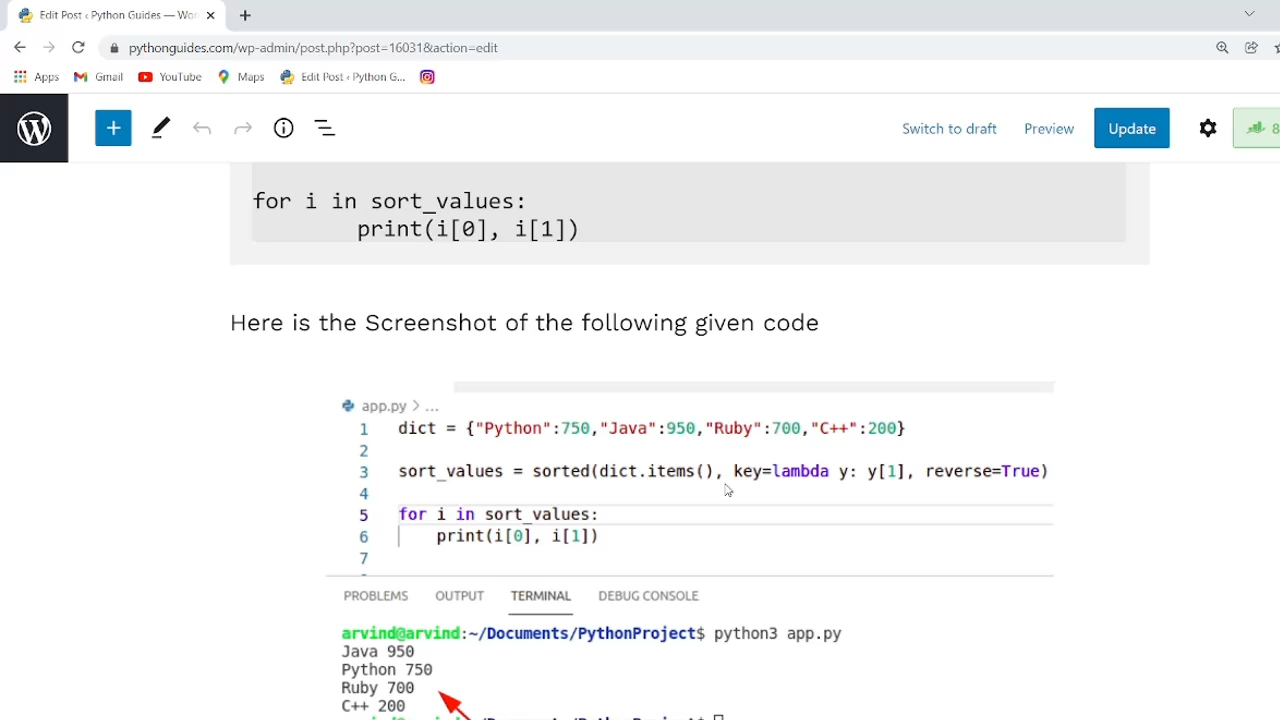 Edit Post ‹ Python Guides — Wor
pythonguides.com/wp-admin/post.php?post=16031&action=edit
Apps Gmail YouTube Maps Edit Post ‹ Python G...
Switch to draft Preview Update 8
for i in sort_values:
print(i[0], i[1])
Here is the Screenshot of the following given code
app.py > ...
1 dict = {"Python":750,"Java":950,"Ruby":700,"C++":200}
2
3 sort_values = sorted(dict.items(), key=lambda y: y[1], reverse=True)
4
5 for i in sort_values:
6 print(i[0], i[1])
7
PROBLEMS OUTPUT TERMINAL DEBUG CONSOLE
arvind@arvind:~/Documents/PythonProject$ python3 app.py
Java 950
Python 750
Ruby 700
C++ 200